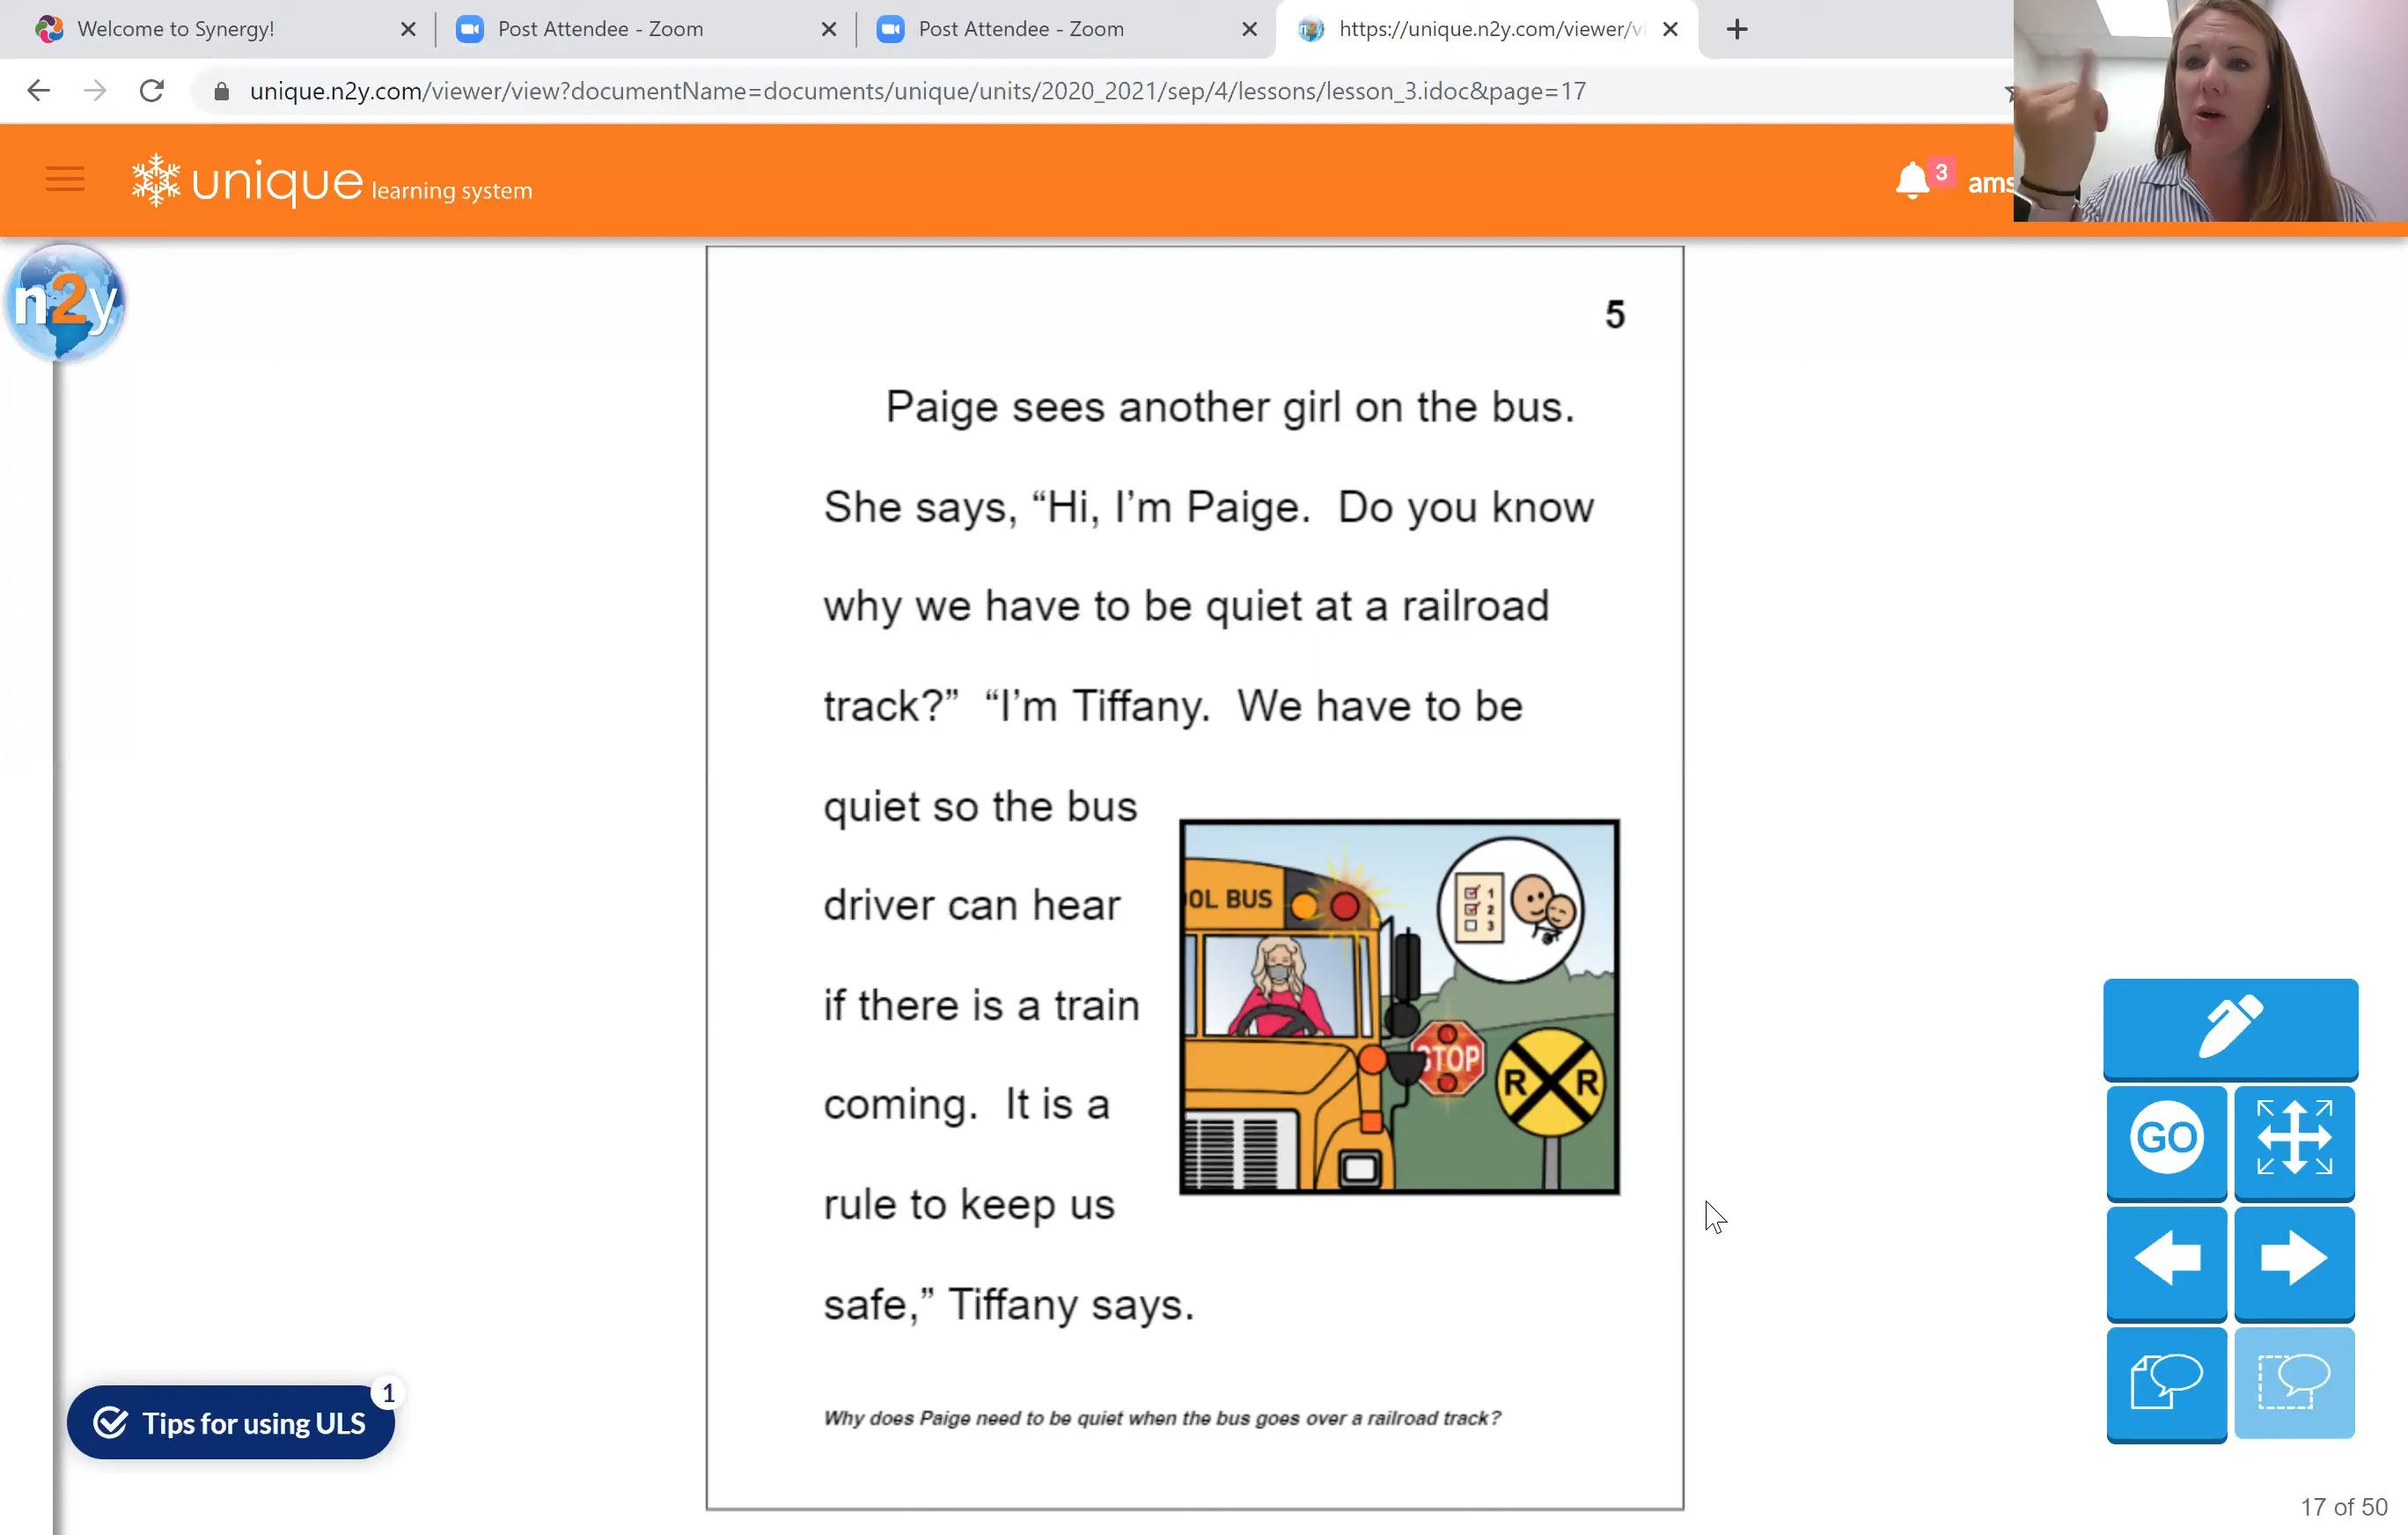 Welcome to Synergy!
Post Attendee - Zoom
Post Attendee - Zoom
https://unique.n2y.com/viewer/vi
unique.n2y.com/viewer/view?documentName=documents/unique/units/2020_2021/sep/4/lessons/lesson_3.idoc&page=17
unique learning system
3
ams
n2y
5
Paige sees another girl on the bus.
She says, “Hi, I’m Paige.  Do you know
why we have to be quiet at a railroad
track?”  “I’m Tiffany.  We have to be
quiet so the bus
driver can hear
if there is a train
coming.  It is a
rule to keep us
safe,” Tiffany says.
OL BUS
1
2
3
STOP
R R
Why does Paige need to be quiet when the bus goes over a railroad track?
GO
Tips for using ULS
1
17 of 50